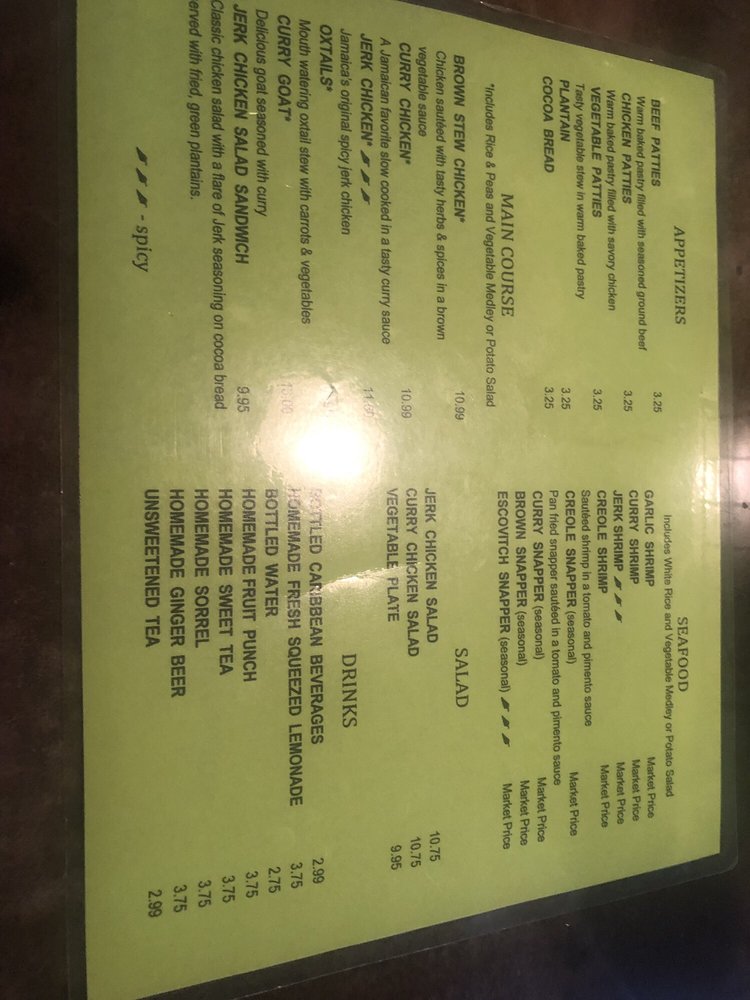 APPETIZERS
BEEF PATTIES 3.25
Warm baked pastry filled with seasoned ground beef
CHICKEN PATTIES 3.25
Warm baked pastry filled with savory chicken
VEGETABLE PATTIES 3.25
Tasty vegetable stew in warm baked pastry
PLANTAIN 3.25
COCOA BREAD 3.25
MAIN COURSE
*Includes Rice & Peas and Vegetable Medley or Potato Salad
BROWN STEW CHICKEN* 10.99
Chicken sautéed with tasty herbs & spices in a brown
vegetable sauce
CURRY CHICKEN* 10.99
A Jamaican favorite slow cooked in a tasty curry sauce
JERK CHICKEN*
Jamaica's original spicy jerk chicken
OXTAILS*
Mouth watering oxtail stew with carrots & vegetables
CURRY GOAT*
Delicious goat seasoned with curry
JERK CHICKEN SALAD SANDWICH 9.95
Classic chicken salad with a flare of Jerk seasoning on cocoa bread
erved with fried, green plantains.
- spicy
SEAFOOD
Includes White Rice and Vegetable Medley or Potato Salad
GARLIC SHRIMP Market Price
CURRY SHRIMP Market Price
JERK SHRIMP Market Price
CREOLE SHRIMP Market Price
Sautéed shrimp in a tomato and pimento sauce
CREOLE SNAPPER (seasonal) Market Price
Pan fried snapper sautéed in a tomato and pimento sauce
CURRY SNAPPER (seasonal) Market Price
BROWN SNAPPER (seasonal) Market Price
ESCOVITCH SNAPPER (seasonal) Market Price
SALAD
JERK CHICKEN SALAD 10.75
CURRY CHICKEN SALAD 10.75
VEGETABLE PLATE 9.95
DRINKS
BOTTLED CARIBBEAN BEVERAGES 2.99
HOMEMADE FRESH SQUEEZED LEMONADE 3.75
BOTTLED WATER 2.75
HOMEMADE FRUIT PUNCH 3.75
HOMEMADE SWEET TEA 3.75
HOMEMADE SORREL 3.75
HOMEMADE GINGER BEER 3.75
UNSWEETENED TEA 2.99